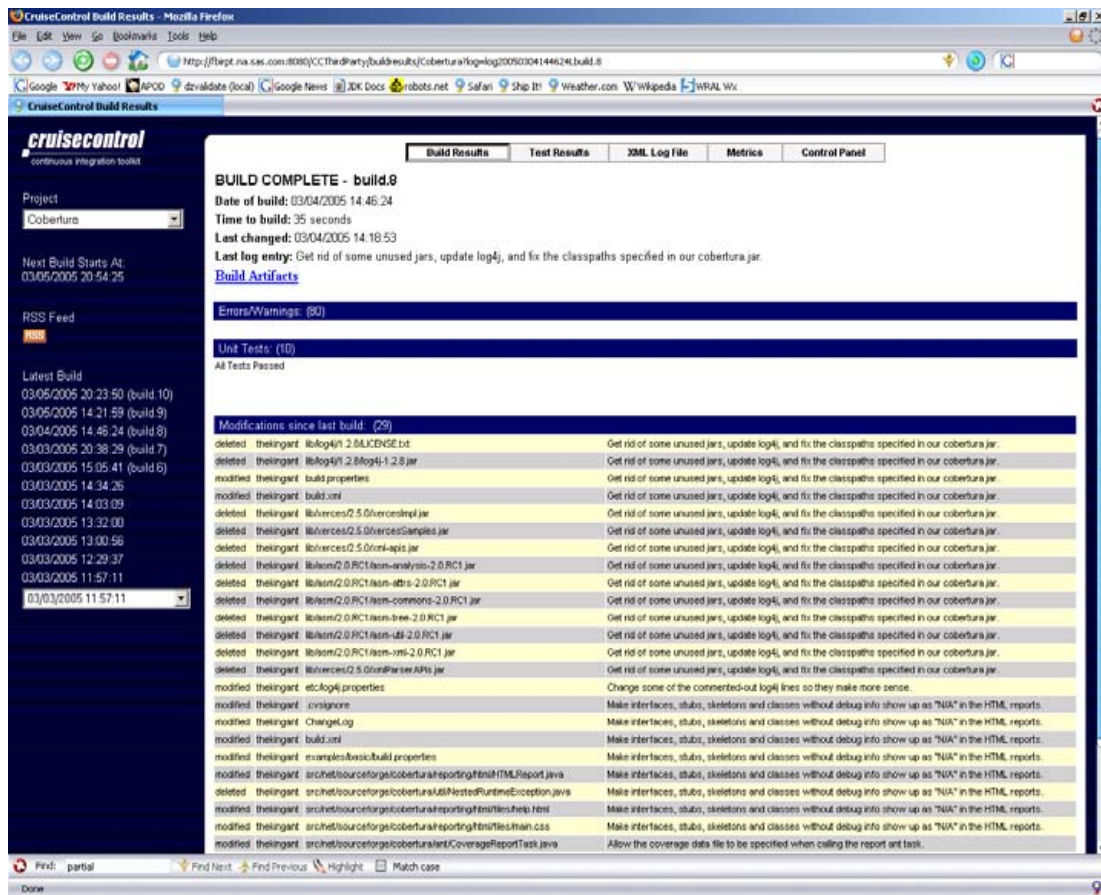 CruiseControl Build Results - Mozilla Firefox
File Edit View Go Bookmarks Tools Help
http://fbirpt.na.sas.com:8080/CCThirdParty/buildresults/Cobertura?log=log20050304144624Lbuild.8
Google My Yahoo! APOD dzvalidate (local) Google News JDK Docs robots.net Safari Ship It! Weather.com Wikipedia WRAL Wx
CruiseControl Build Results
cruisecontrol
continuous integration toolkit
Project
Cobertura
Next Build Starts At:
03/05/2005 20:54:25
RSS Feed
RSS
Latest Build
03/05/2005 20:23:50 (build.10)
03/05/2005 14:21:59 (build.9)
03/04/2005 14:46:24 (build.8)
03/03/2005 20:38:29 (build.7)
03/03/2005 15:05:41 (build.6)
03/03/2005 14:34:26
03/03/2005 14:03:09
03/03/2005 13:32:00
03/03/2005 13:00:56
03/03/2005 12:29:37
03/03/2005 11:57:11
03/03/2005 11:57:11
Build Results Test Results XML Log File Metrics Control Panel
BUILD COMPLETE - build.8
Date of build: 03/04/2005 14:46:24
Time to build: 35 seconds
Last changed: 03/04/2005 14:18:53
Last log entry: Get rid of some unused jars, update log4j, and fix the classpaths specified in our cobertura.jar.
Build Artifacts
Errors/Warnings: (80)
Unit Tests: (10)
All Tests Passed
Modifications since last build: (29)
deleted thekingant lib/log4j/1.2.8/LICENSE.txt Get rid of some unused jars, update log4j, and fix the classpaths specified in our cobertura.jar.
deleted thekingant lib/log4j/1.2.8/log4j-1.2.8.jar Get rid of some unused jars, update log4j, and fix the classpaths specified in our cobertura.jar.
modified thekingant build.properties Get rid of some unused jars, update log4j, and fix the classpaths specified in our cobertura.jar.
modified thekingant build.xml Get rid of some unused jars, update log4j, and fix the classpaths specified in our cobertura.jar.
deleted thekingant lib/xerces/2.5.0/xercesImpl.jar Get rid of some unused jars, update log4j, and fix the classpaths specified in our cobertura.jar.
deleted thekingant lib/xerces/2.5.0/xercesSamples.jar Get rid of some unused jars, update log4j, and fix the classpaths specified in our cobertura.jar.
deleted thekingant lib/xerces/2.5.0/xml-apis.jar Get rid of some unused jars, update log4j, and fix the classpaths specified in our cobertura.jar.
deleted thekingant lib/asm/2.0.RC1/asm-analysis-2.0.RC1.jar Get rid of some unused jars, update log4j, and fix the classpaths specified in our cobertura.jar.
deleted thekingant lib/asm/2.0.RC1/asm-attrs-2.0.RC1.jar Get rid of some unused jars, update log4j, and fix the classpaths specified in our cobertura.jar.
deleted thekingant lib/asm/2.0.RC1/asm-commons-2.0.RC1.jar Get rid of some unused jars, update log4j, and fix the classpaths specified in our cobertura.jar.
deleted thekingant lib/asm/2.0.RC1/asm-tree-2.0.RC1.jar Get rid of some unused jars, update log4j, and fix the classpaths specified in our cobertura.jar.
deleted thekingant lib/asm/2.0.RC1/asm-util-2.0.RC1.jar Get rid of some unused jars, update log4j, and fix the classpaths specified in our cobertura.jar.
deleted thekingant lib/asm/2.0.RC1/asm-xml-2.0.RC1.jar Get rid of some unused jars, update log4j, and fix the classpaths specified in our cobertura.jar.
deleted thekingant lib/xerces/2.5.0/xmlParserAPIs.jar Get rid of some unused jars, update log4j, and fix the classpaths specified in our cobertura.jar.
modified thekingant etc/log4j.properties Change some of the commented-out log4j lines so they make more sense.
modified thekingant .cvsignore Make interfaces, stubs, skeletons and classes without debug info show up as "N/A" in the HTML reports.
modified thekingant ChangeLog Make interfaces, stubs, skeletons and classes without debug info show up as "N/A" in the HTML reports.
modified thekingant build.xml Make interfaces, stubs, skeletons and classes without debug info show up as "N/A" in the HTML reports.
modified thekingant examples/basic/build.properties Make interfaces, stubs, skeletons and classes without debug info show up as "N/A" in the HTML reports.
modified thekingant src/net/sourceforge/cobertura/reporting/html/HTMLReport.java Make interfaces, stubs, skeletons and classes without debug info show up as "N/A" in the HTML reports.
deleted thekingant src/net/sourceforge/cobertura/util/NestedRuntimeException.java Make interfaces, stubs, skeletons and classes without debug info show up as "N/A" in the HTML reports.
modified thekingant src/net/sourceforge/cobertura/reporting/html/files/help.html Make interfaces, stubs, skeletons and classes without debug info show up as "N/A" in the HTML reports.
modified thekingant src/net/sourceforge/cobertura/reporting/html/files/main.css Make interfaces, stubs, skeletons and classes without debug info show up as "N/A" in the HTML reports.
modified thekingant src/net/sourceforge/cobertura/ant/CoverageReportTask.java Allow the coverage data file to be specified when calling the report ant task.
Find: partial Find Next Find Previous Highlight Match case
Done